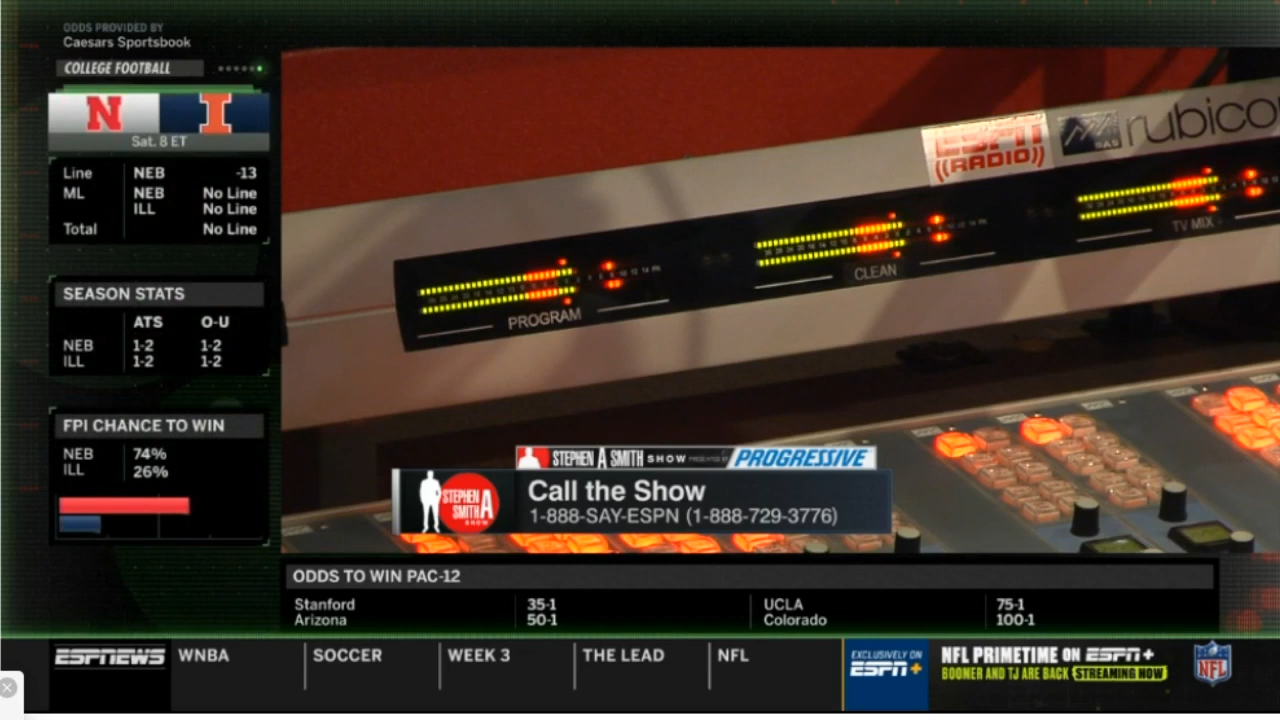 ODDS PROVIDED BY
Caesars Sportsbook
COLLEGE FOOTBALL
N I
Sat. 8 ET
Line NEB -13
ML NEB No Line
ILL No Line
Total No Line
SEASON STATS
ATS O-U
NEB 1-2 1-2
ILL 1-2 1-2
FPI CHANCE TO WIN
NEB 74%
ILL 26%
ESPN
RADIO
SAS
rubico
PROGRAM
CLEAN
TV MIX
STEPHEN A SMITH SHOW PRESENTED BY PROGRESSIVE
STEPHEN A
SMITH
SHOW
Call the Show
1-888-SAY-ESPN (1-888-729-3776)
ODDS TO WIN PAC-12
Stanford 35-1 UCLA 75-1
Arizona 50-1 Colorado 100-1
ESPNEWS WNBA SOCCER WEEK 3 THE LEAD NFL
EXCLUSIVELY ON
ESPN+
NFL PRIMETIME ON ESPN+
BOOMER AND TJ ARE BACK STREAMING NOW
NFL